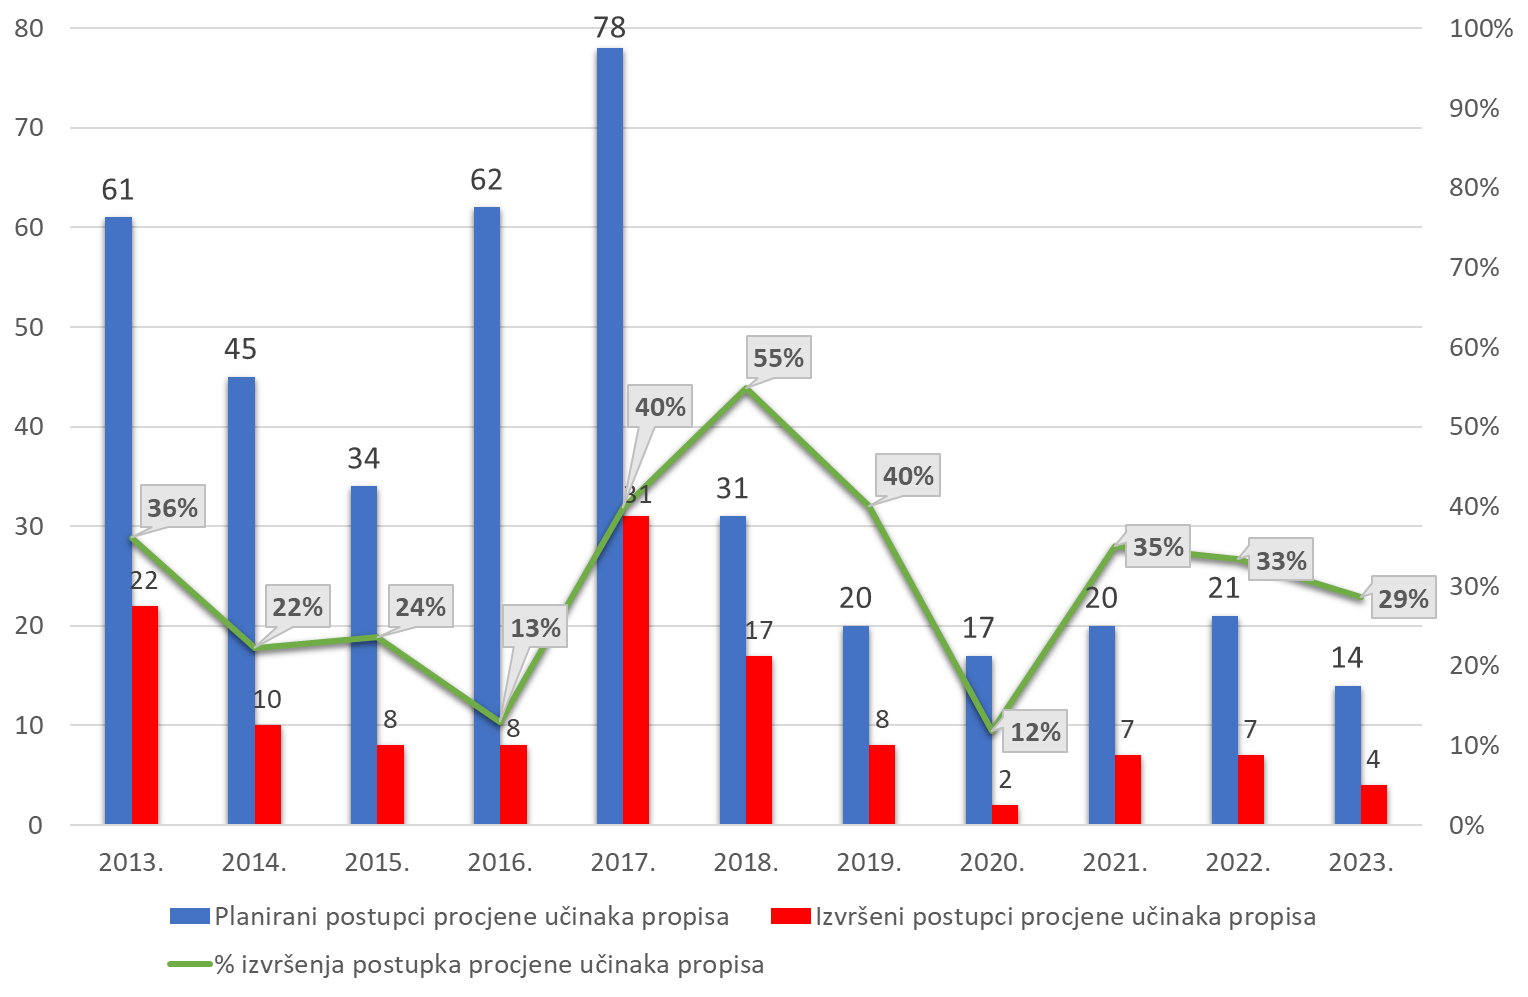 80 78 100%
90%
70
80%
61 62
60
70%
50
60%
45 55%
40 40% 50%
34 31 40%
36% 31 40%
30
22 35% 33% 30%
22% 24% 13% 20 20 21 29%
20 17 17 20%
14
10 8 8 8 12% 7 7
10 10%
2 4
0 0%
2013. 2014. 2015. 2016. 2017. 2018. 2019. 2020. 2021. 2022. 2023.
Planirani postupci procjene učinaka propisa Izvršeni postupci procjene učinaka propisa
% izvršenja postupka procjene učinaka propisa